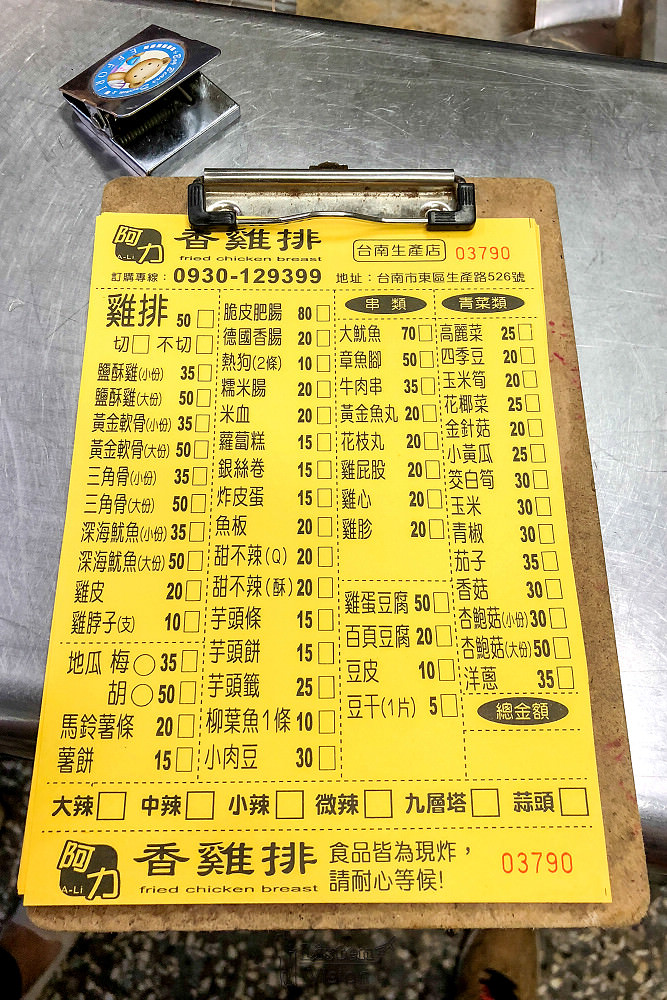 阿力
A-Li
香雞排
fried chicken breast
台南生產店
03790
訂購專線：0930-129399 地址：台南市東區生產路526號
雞排 50
切 不切
鹽酥雞(小份) 35
鹽酥雞(大份) 50
黃金軟骨(小份) 35
黃金軟骨(大份) 50
三角骨(小份) 35
三角骨(大份) 50
深海魷魚(小份) 35
深海魷魚(大份) 50
雞皮 20
雞脖子(支) 10
地瓜 梅 35
胡 50
馬鈴薯條 20
薯餅 15
脆皮肥腸 80
德國香腸 20
熱狗(2條) 10
糯米腸 20
米血 20
蘿蔔糕 15
銀絲卷 15
炸皮蛋 15
魚板 20
甜不辣(Q) 20
甜不辣(酥) 20
芋頭條 15
芋頭餅 15
芋頭籤 25
柳葉魚1條 10
小肉豆 30
串 類
大魷魚 70
章魚腳 50
牛肉串 35
黃金魚丸 20
花枝丸 20
雞屁股 20
雞心 20
雞胗 20
雞蛋豆腐 50
百頁豆腐 20
豆皮 10
豆干(1片) 5
青菜類
高麗菜 25
四季豆 20
玉米筍 20
花椰菜 25
金針菇 20
小黃瓜 25
筊白筍 30
玉米 30
青椒 30
茄子 35
香菇 30
杏鮑菇(小份) 30
杏鮑菇(大份) 50
洋蔥 35
總金額
大辣 中辣 小辣 微辣 九層塔 蒜頭
阿力
A-Li
香雞排
fried chicken breast
食品皆為現炸，
請耐心等候!
03790